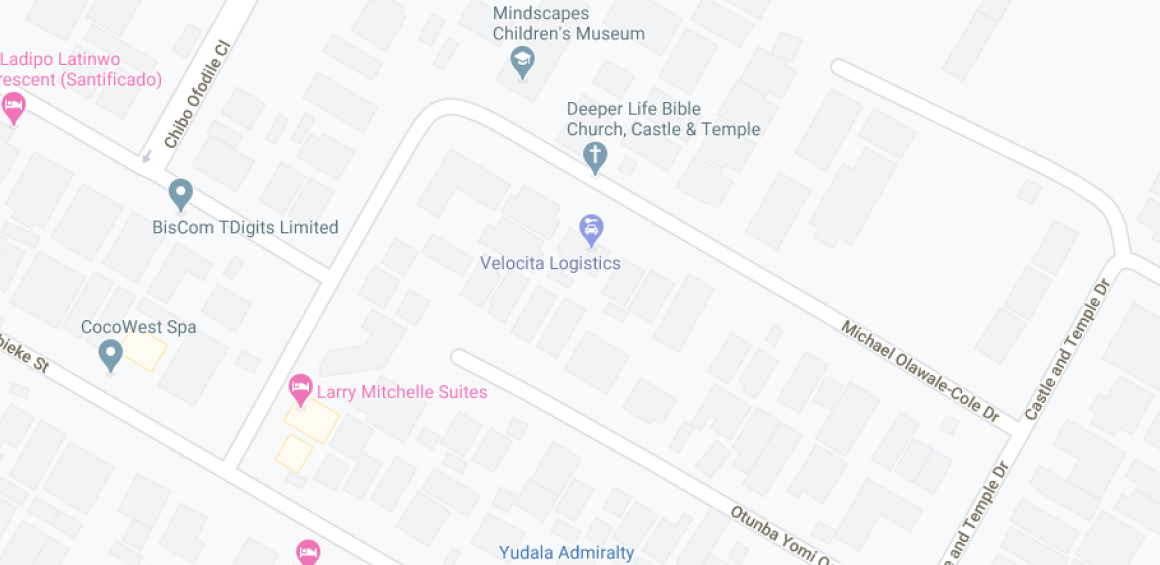 Mindscapes
Children's Museum
Ladipo Latinwo
rescent (Santificado)
Chibo Ofodile Cl
Deeper Life Bible
Church, Castle & Temple
BisCom TDigits Limited
Velocita Logistics
CocoWest Spa
bieke St
Michael Olawale-Cole Dr
Castle and Temple Dr
Larry Mitchelle Suites
e and Temple Dr
Otunba Yomi O
Yudala Admiralty